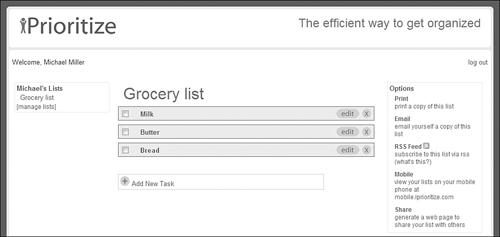 iPrioritize
The efficient way to get organized
Welcome, Michael Miller
log out
Michael's Lists
Grocery list
[manage lists]
Grocery list
Milk edit X
Butter edit X
Bread edit X
Add New Task
Options
Print
print a copy of this list
Email
email yourself a copy of this
list
RSS Feed
subscribe to this list via rss
(what's this?)
Mobile
view your lists on your mobile
phone at
mobile.iprioritize.com
Share
generate a web page to
share your list with others